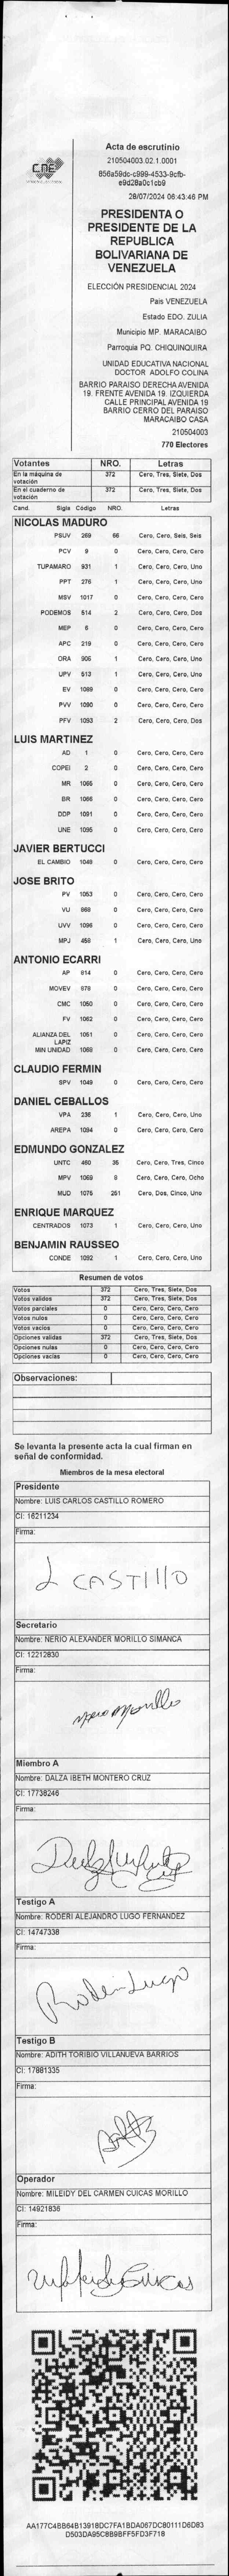 CNE
Acta de escrutinio
210504003.02.1.0001
856a59dc-c999-4533-9cfb-
e9d28a0c1cb9
28/07/2024 06:43:46 PM
PRESIDENTA O
PRESIDENTE DE LA
REPUBLICA
BOLIVARIANA DE
VENEZUELA
ELECCIÓN PRESIDENCIAL 2024
País VENEZUELA
Estado EDO. ZULIA
Municipio MP. MARACAIBO
Parroquia PQ. CHIQUINQUIRA
UNIDAD EDUCATIVA NACIONAL
DOCTOR ADOLFO COLINA
BARRIO PARAISO DERECHA AVENIDA
19. FRENTE AVENIDA 19. IZQUIERDA
CALLE PRINCIPAL AVENIDA 19
BARRIO CERRO DEL PARAISO
MARACAIBO CASA
210504003
770 Electores
Votantes NRO. Letras
En la máquina de votación 372 Cero, Tres, Siete, Dos
En el cuaderno de votación 372 Cero, Tres, Siete, Dos
Cand. Sigla Código NRO. Letras
NICOLAS MADURO
PSUV 269 66 Cero, Cero, Seis, Seis
PCV 9 0 Cero, Cero, Cero, Cero
TUPAMARO 931 1 Cero, Cero, Cero, Uno
PPT 276 1 Cero, Cero, Cero, Uno
MSV 1017 0 Cero, Cero, Cero, Cero
PODEMOS 514 2 Cero, Cero, Cero, Dos
MEP 6 0 Cero, Cero, Cero, Cero
APC 219 0 Cero, Cero, Cero, Cero
ORA 906 1 Cero, Cero, Cero, Uno
UPV 513 1 Cero, Cero, Cero, Uno
EV 1089 0 Cero, Cero, Cero, Cero
PVV 1090 0 Cero, Cero, Cero, Cero
PFV 1093 2 Cero, Cero, Cero, Dos
LUIS MARTINEZ
AD 1 0 Cero, Cero, Cero, Cero
COPEI 2 0 Cero, Cero, Cero, Cero
MR 1065 0 Cero, Cero, Cero, Cero
BR 1066 0 Cero, Cero, Cero, Cero
DDP 1091 0 Cero, Cero, Cero, Cero
UNE 1095 0 Cero, Cero, Cero, Cero
JAVIER BERTUCCI
EL CAMBIO 1048 0 Cero, Cero, Cero, Cero
JOSE BRITO
PV 1053 0 Cero, Cero, Cero, Cero
VU 868 0 Cero, Cero, Cero, Cero
UVV 1096 0 Cero, Cero, Cero, Cero
MPJ 458 1 Cero, Cero, Cero, Uno
ANTONIO ECARRI
AP 814 0 Cero, Cero, Cero, Cero
MOVEV 878 0 Cero, Cero, Cero, Cero
CMC 1050 0 Cero, Cero, Cero, Cero
FV 1062 0 Cero, Cero, Cero, Cero
ALIANZA DEL LAPIZ 1051 0 Cero, Cero, Cero, Cero
MIN UNIDAD 1069 0 Cero, Cero, Cero, Cero
CLAUDIO FERMIN
SPV 1049 0 Cero, Cero, Cero, Cero
DANIEL CEBALLOS
VPA 236 1 Cero, Cero, Cero, Uno
AREPA 1094 0 Cero, Cero, Cero, Cero
EDMUNDO GONZALEZ
UNTC 460 35 Cero, Cero, Tres, Cinco
MPV 1068 8 Cero, Cero, Cero, Ocho
MUD 1075 251 Cero, Dos, Cinco, Uno
ENRIQUE MARQUEZ
CENTRADOS 1073 1 Cero, Cero, Cero, Uno
BENJAMIN RAUSSEO
CONDE 1092 1 Cero, Cero, Cero, Uno
Resumen de votos
Votos 372 Cero, Tres, Siete, Dos
Votos validos 372 Cero, Tres, Siete, Dos
Votos parciales 0 Cero, Cero, Cero, Cero
Votos nulos 0 Cero, Cero, Cero, Cero
Votos vacios 0 Cero, Cero, Cero, Cero
Opciones validas 372 Cero, Tres, Siete, Dos
Opciones nulas 0 Cero, Cero, Cero, Cero
Opciones vacias 0 Cero, Cero, Cero, Cero
Observaciones:
Se levanta la presente acta la cual firman en
señal de conformidad.
Miembros de la mesa electoral
Presidente
Nombre: LUIS CARLOS CASTILLO ROMERO
CI: 16211234
Firma:
L CASTIllO
Secretario
Nombre: NERIO ALEXANDER MORILLO SIMANCA
CI: 12212830
Firma:
Nerio Morillo
Miembro A
Nombre: DALZA IBETH MONTERO CRUZ
CI: 17738246
Firma:
Testigo A
Nombre: RODERI ALEJANDRO LUGO FERNANDEZ
CI: 14747338
Firma:
Roderi Lugo
Testigo B
Nombre: ADITH TORIBIO VILLANUEVA BARRIOS
CI: 17881335
Firma:
Operador
Nombre: MILEIDY DEL CARMEN CUICAS MORILLO
CI: 14921836
Firma:
Mileidy Cuicas
AA177C4BB64B13918DC7FA1BDA067DC80111D6D83
D503DA95C8B9BFF5FD3F718